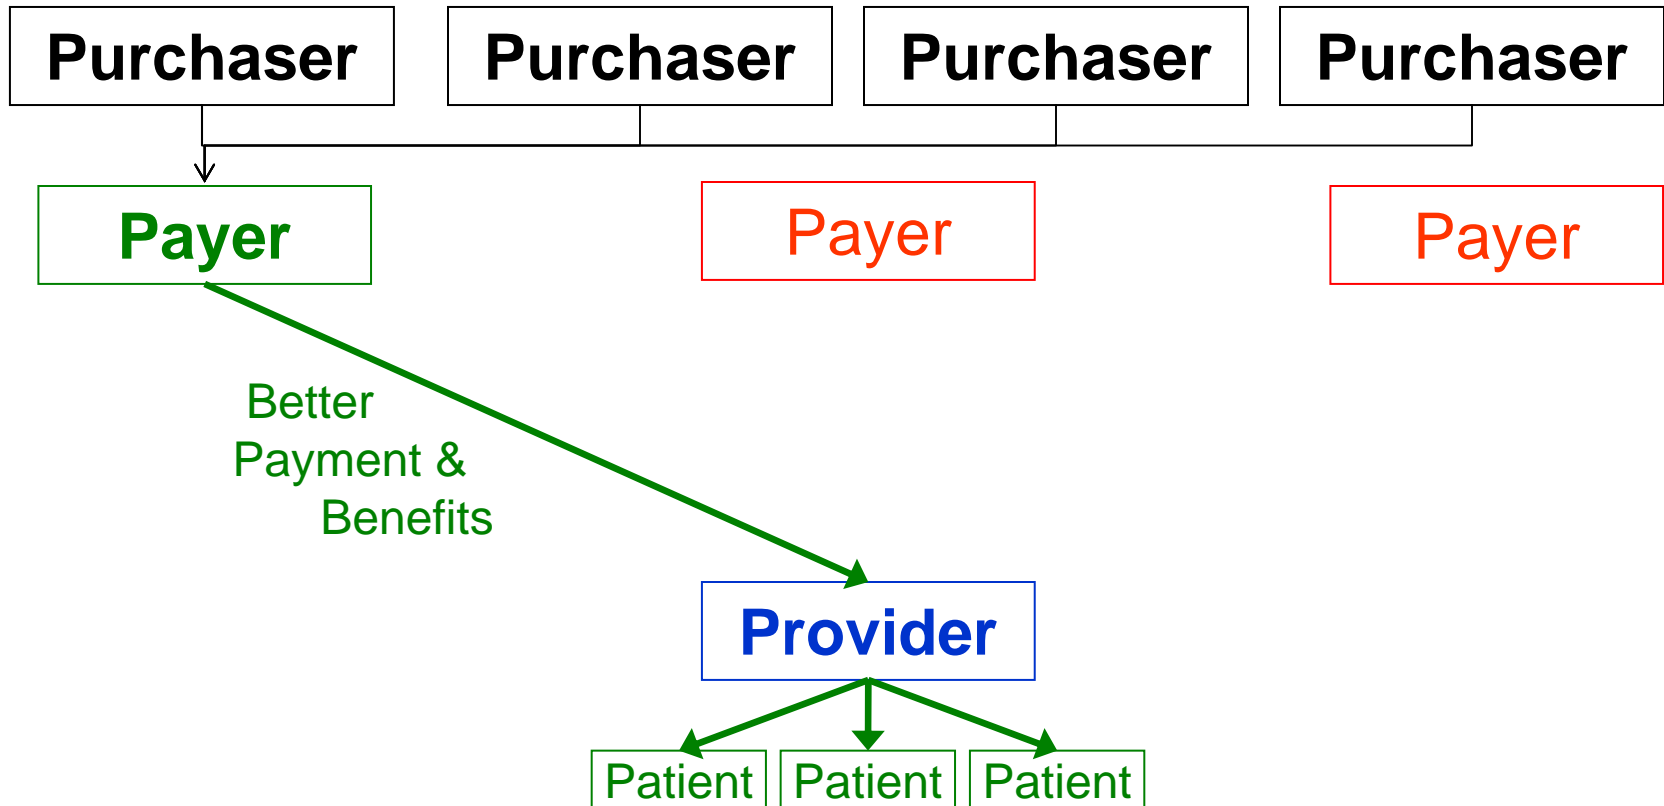 Purchaser Purchaser Purchaser Purchaser
Payer Payer Payer
Better
Payment &
Benefits
Provider
Patient Patient Patient